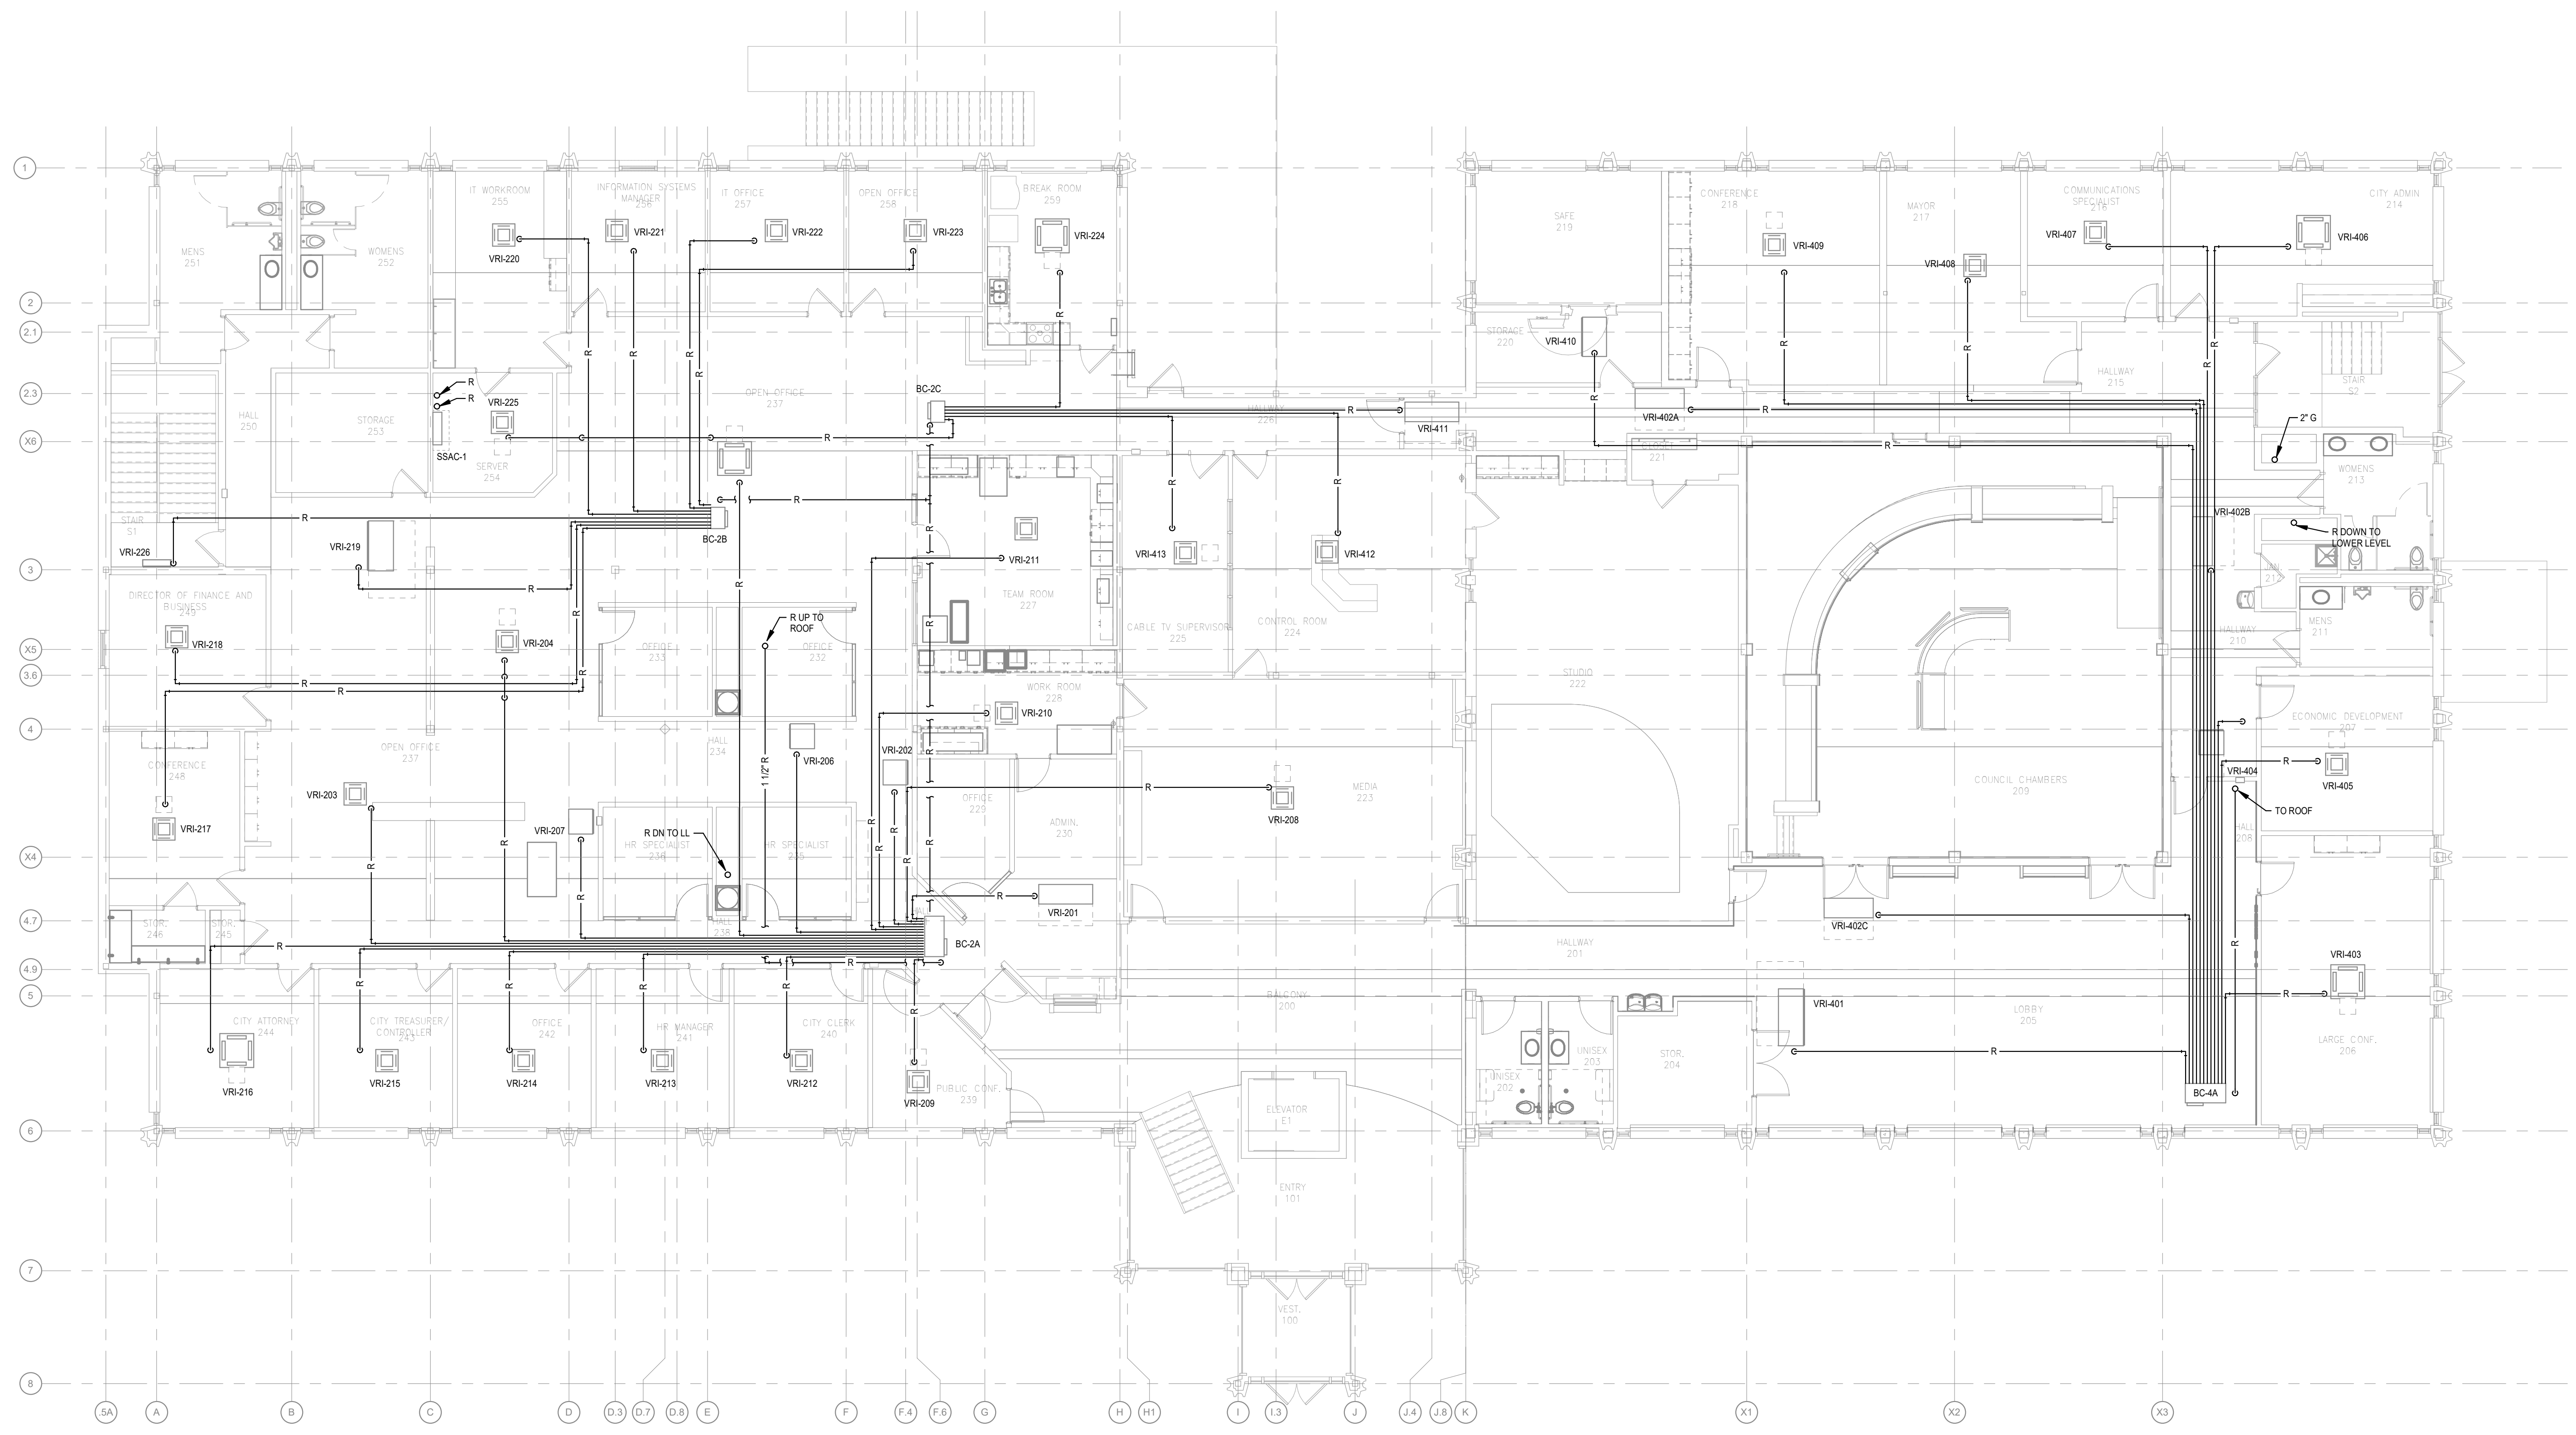 1
IT WORKROOM
255
INFORMATION SYSTEMS
MANAGER
256
IT OFFICE
257
OPEN OFFICE
258
BREAK ROOM
259
CONFERENCE
218
MAYOR
217
COMMUNICATIONS
SPECIALIST
216
CITY ADMIN
214
SAFE
219
MENS
251
WOMENS
252
VRI-220
VRI-221
VRI-222
VRI-223
VRI-224
VRI-409
VRI-408
VRI-407
VRI-406
2
2.1
R
R
R
R
R
STORAGE
220
VRI-410
R
R
R
R
2.3
HALL
250
STORAGE
253
R
R
VRI-225
SSAC-1
SERVER
254
OPEN OFFICE
237
BC-2C
HALLWAY
226
R
VRI-411
R
VRI-402A
R
HALLWAY
215
STAIR
S2
2" G
X6
R
R
CLOSET
221
WOMENS
213
R
R
R
R
STAIR
S1
R
BC-2B
VRI-226
VRI-219
R
R
VRI-211
VRI-413
VRI-412
VRI-402B
R DOWN TO
LOWER LEVEL
JAN.
212
3
DIRECTOR OF FINANCE AND
BUSINESS
249
R
R
TEAM ROOM
227
VRI-218
VRI-204
R UP TO
ROOF
OFFICE
233
OFFICE
232
R
CABLE TV SUPERVISOR
225
CONTROL ROOM
224
HALLWAY
210
MENS
211
X5
3.6
R
R
R
WORK ROOM
228
STUDIO
222
VRI-210
R
4
CONFERENCE
248
OPEN OFFICE
237
HALL
234
1 1/2" R
VRI-206
VRI-202
R
ECONOMIC DEVELOPMENT
207
VRI-203
VRI-217
VRI-207
OFFICE
229
ADMIN.
230
R
MEDIA
223
VRI-208
COUNCIL CHAMBERS
209
R
VRI-404
VRI-405
TO ROOF
HALL
208
X4
R DN TO LL
HR SPECIALIST
236
HR SPECIALIST
235
R
R
R
R
R
R
R
VRI-201
4.7
STOR.
246
STOR.
245
HALL
238
BC-2A
R
VRI-402C
HALLWAY
201
R
VRI-403
4.9
5
R
R
R
R
R
R
CITY ATTORNEY
244
CITY TREASURER/
CONTROLLER
243
OFFICE
242
HR MANAGER
241
CITY CLERK
240
BALCONY
200
VRI-401
LOBBY
205
R
R
LARGE CONF.
206
VRI-216
VRI-215
VRI-214
VRI-213
VRI-212
VRI-209
PUBLIC CONF.
239
UNISEX
202
UNISEX
203
STOR.
204
BC-4A
ELEVATOR
E1
6
ENTRY
101
7
VEST.
100
8
.5A
A
B
C
D
D.3
D.7
D.8
E
F
F.4
F.6
G
H
H1
I
I.3
J
J.4
J.8
K
X1
X2
X3